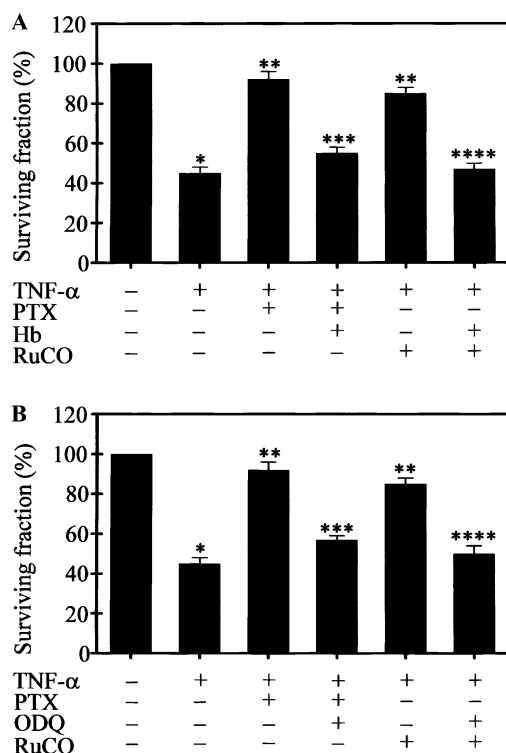 A
Surviving fraction (%)
120
100
80
60
40
20
0
* ** *** ** ****
TNF-α – + + + + +
PTX – – + + – –
Hb – – – + – +
RuCO – – – – + +
B
Surviving fraction (%)
120
100
80
60
40
20
0
* ** *** ** ****
TNF-α – + + + + +
PTX – – + + – –
ODQ – – – + – +
RuCO – – – – + +